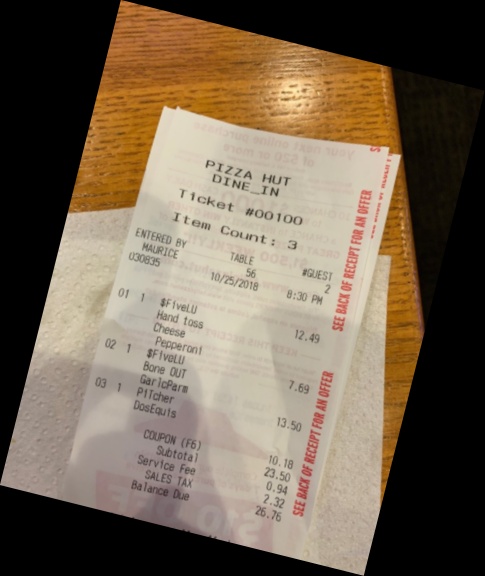 PIZZA HUT
DINE_IN
Ticket #00100
Item Count: 3
ENTERED BY TABLE #GUEST
MAURICE 56 2
U30835 10/25/2018 8:30 PM
01 1 $FiveLU 12.49
Hand toss
Cheese
Pepperoni
02 1 $FiveLU 7.69
Bone OUT
GarlcParm
03 1 Pitcher 13.50
DosEquis
COUPON (F6) 10.18
Subtotal 23.50
Service Fee 0.94
SALES TAX 2.32
Balance Due 26.76
SEE BACK OF RECEIPT FOR AN OFFER
SEE BACK OF RECEIPT FOR AN OFFER